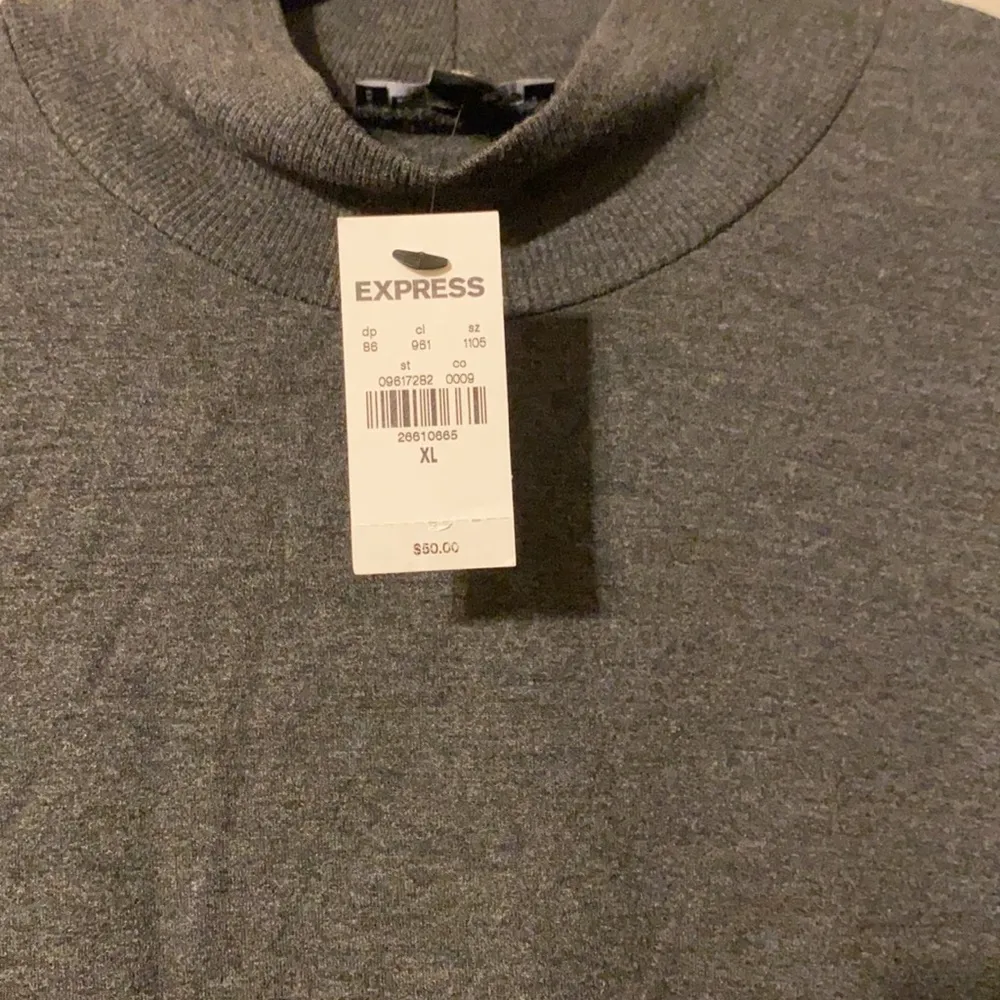 EXPRESS
dp cl sz
86 961 1105
st co
09617282 0009
26610665
XL
$60.00